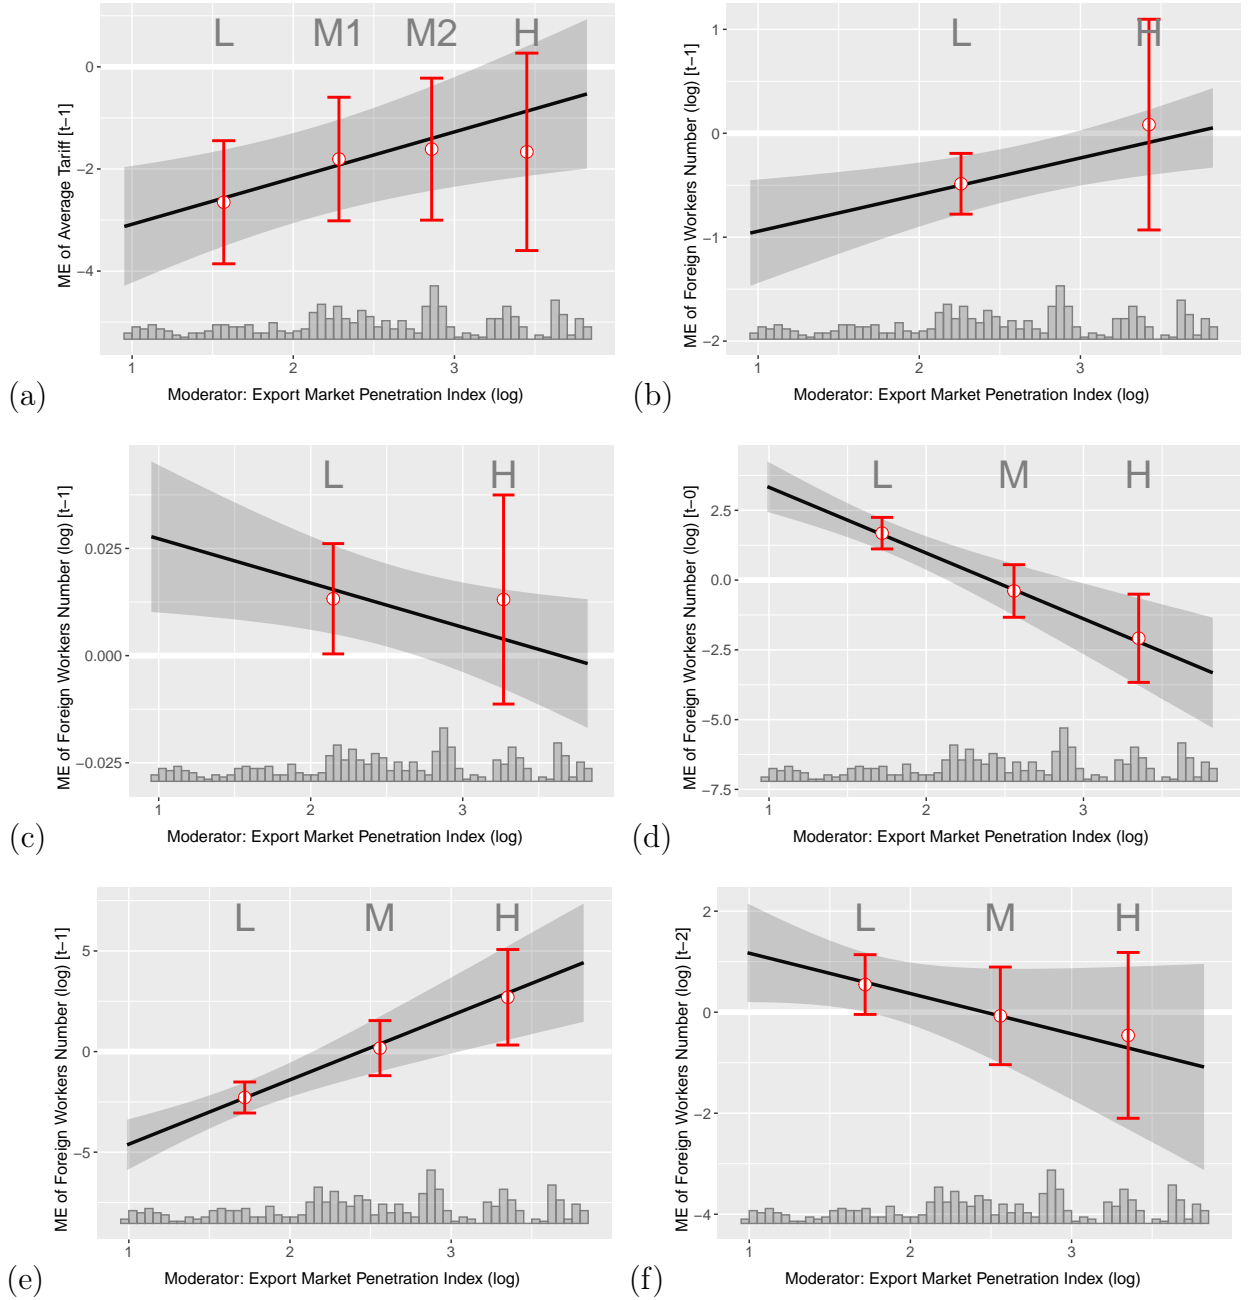 L M1 M2 H
0
−2
−4
ME of Average Tariff [t−1]
1 2 3
Moderator: Export Market Penetration Index (log)
(a)
L H
1
0
−1
−2
ME of Foreign Workers Number (log) [t−1]
1 2 3
Moderator: Export Market Penetration Index (log)
(b)
L H
0.025
0.000
−0.025
ME of Foreign Workers Number (log) [t−1]
1 2 3
Moderator: Export Market Penetration Index (log)
(c)
L M H
2.5
0.0
−2.5
−5.0
−7.5
ME of Foreign Workers Number (log) [t−0]
1 2 3
Moderator: Export Market Penetration Index (log)
(d)
L M H
5
0
−5
ME of Foreign Workers Number (log) [t−1]
1 2 3
Moderator: Export Market Penetration Index (log)
(e)
L M H
2
0
−2
−4
ME of Foreign Workers Number (log) [t−2]
1 2 3
Moderator: Export Market Penetration Index (log)
(f)